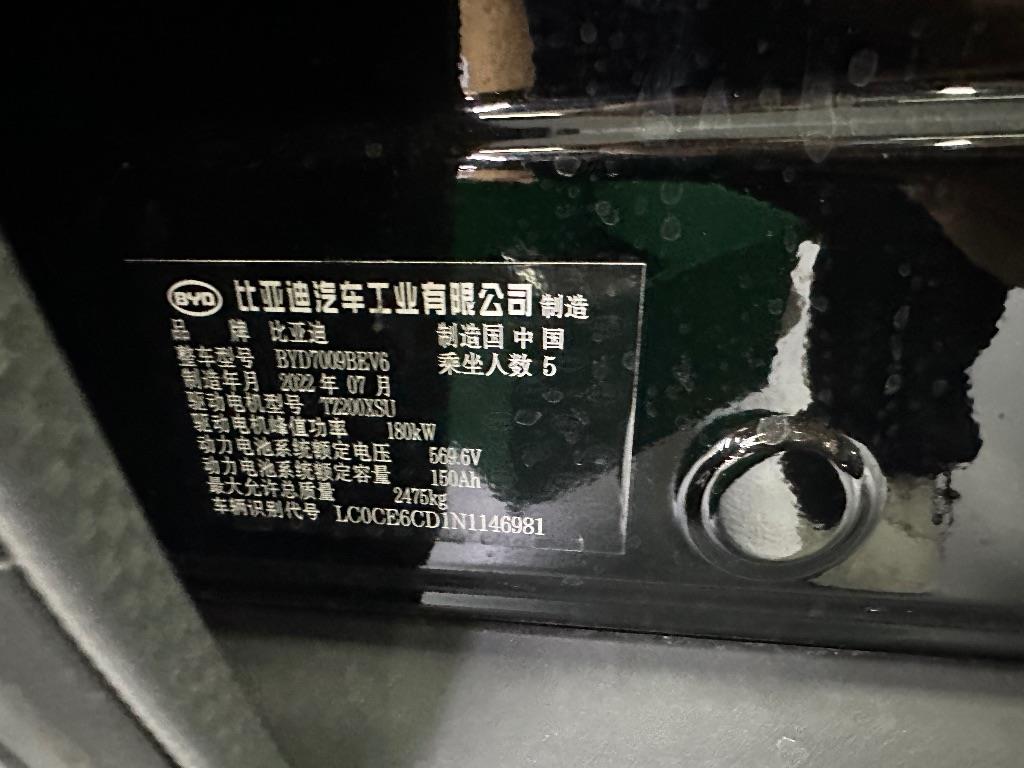 BYD 比亚迪汽车工业有限公司 制造
品 牌 比亚迪 制造国 中国
整车型号 BYD7009BEV6 乘坐人数 5
制造年月 2022 年 07 月
驱动电机型号 TZ200XSU
驱动电机峰值功率 180kW
动力电池系统额定电压 569.6V
动力电池系统额定容量 150Ah
最大允许总质量 2475kg
车辆识别代号 LC0CE6CD1N1146981